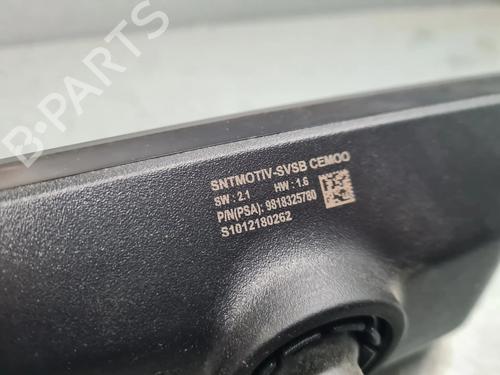 SNTMOTIV-SVSB CEMOO
SW : 2.1 HW : 1.6
P/N(PSA): 9818325780
S1012180262
B-PARTS